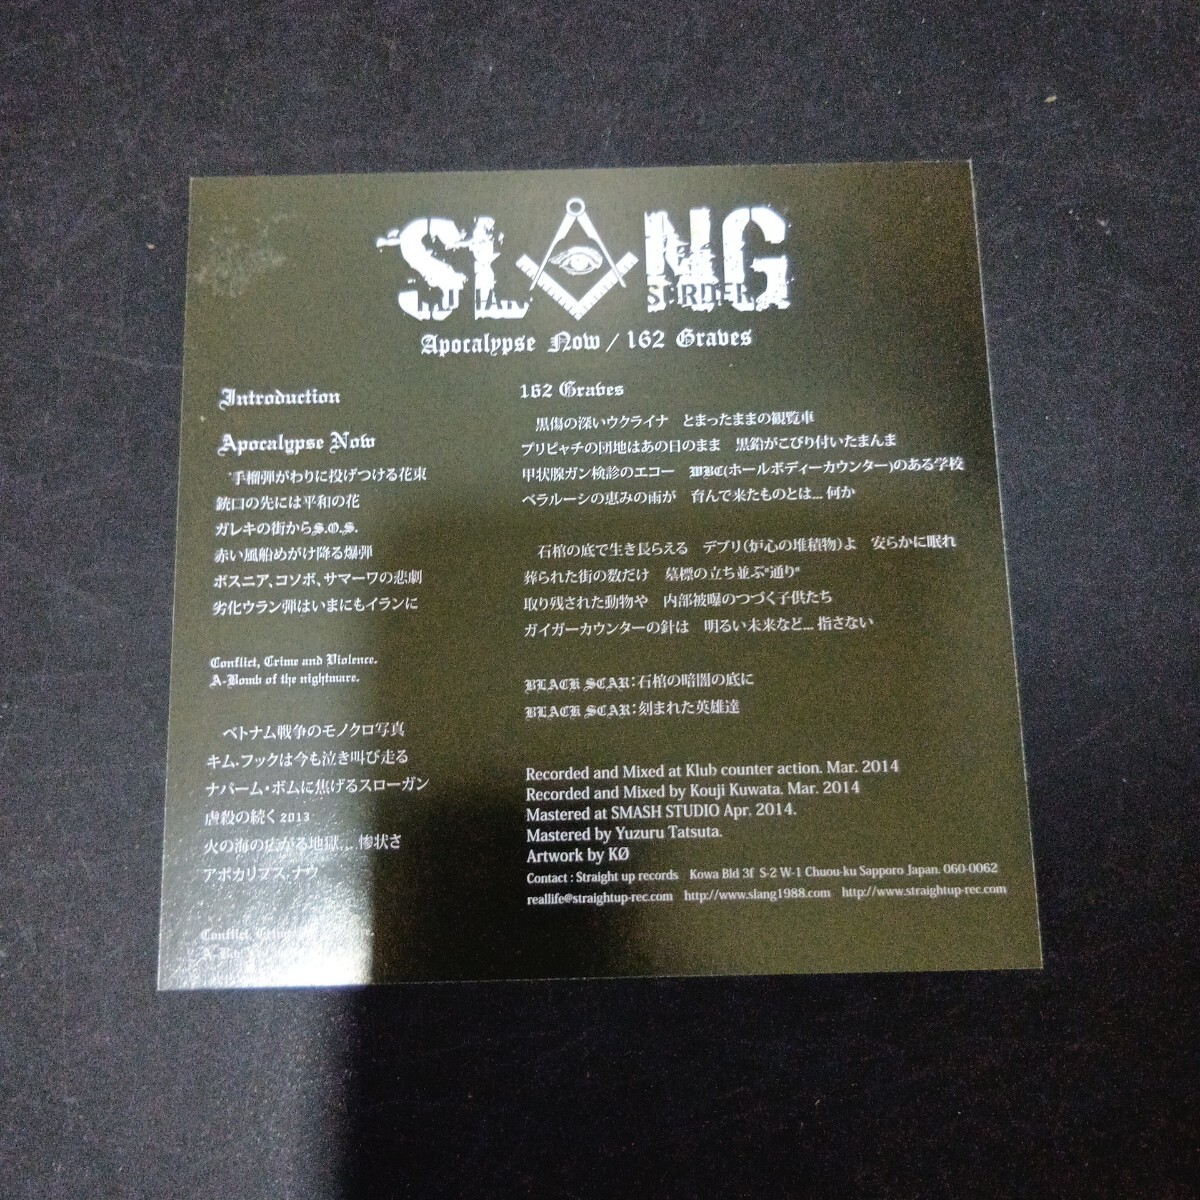 SLANG
Apocalypse Now / 162 Graves
Introduction
Apocalypse Now
手榴弾がわりに投げつける花束
銃口の先には平和の花
ガレキの街からS.O.S.
赤い風船めがけ降る爆弾
ボスニア、コソボ、サマーワの悲劇
劣化ウラン弾はいまにもイランに
Conflict, Crime and Violence.
A-Bomb of the nightmare.
ベトナム戦争のモノクロ写真
キム・フックは今も泣き叫び走る
ナパーム・ボムに焦げるスローガン
虐殺の続く2013
火の海の広がる地獄... 惨状さ
アポカリプス、ナウ
Conflict, Crime
162 Graves
黒傷の深いウクライナ　とまったままの観覧車
プリピャチの団地はあの日のまま　黒鉛がこびり付いたまんま
甲状腺ガン検診のエコー　WBC(ホールボディーカウンター)のある学校
ベラルーシの恵みの雨が　育んで来たものとは... 何か
石棺の底で生き長らえる　デブリ(炉心の堆積物)よ　安らかに眠れ
葬られた街の数だけ　墓標の立ち並ぶ"通り"
取り残された動物や　内部被曝のつづく子供たち
ガイガーカウンターの針は　明るい未来など... 指さない
BLACK SCAR:石棺の暗闇の底に
BLACK SCAR:刻まれた英雄達
Recorded and Mixed at Klub counter action. Mar. 2014
Recorded and Mixed by Kouji Kuwata. Mar. 2014
Mastered at SMASH STUDIO Apr. 2014.
Mastered by Yuzuru Tatsuta.
Artwork by KØ
Contact : Straight up records　Kowa Bld 3f S-2 W-1 Chuou-ku Sapporo Japan. 060-0062
reallife@straightup-rec.com　http://www.slang1988.com　http://www.straightup-rec.com